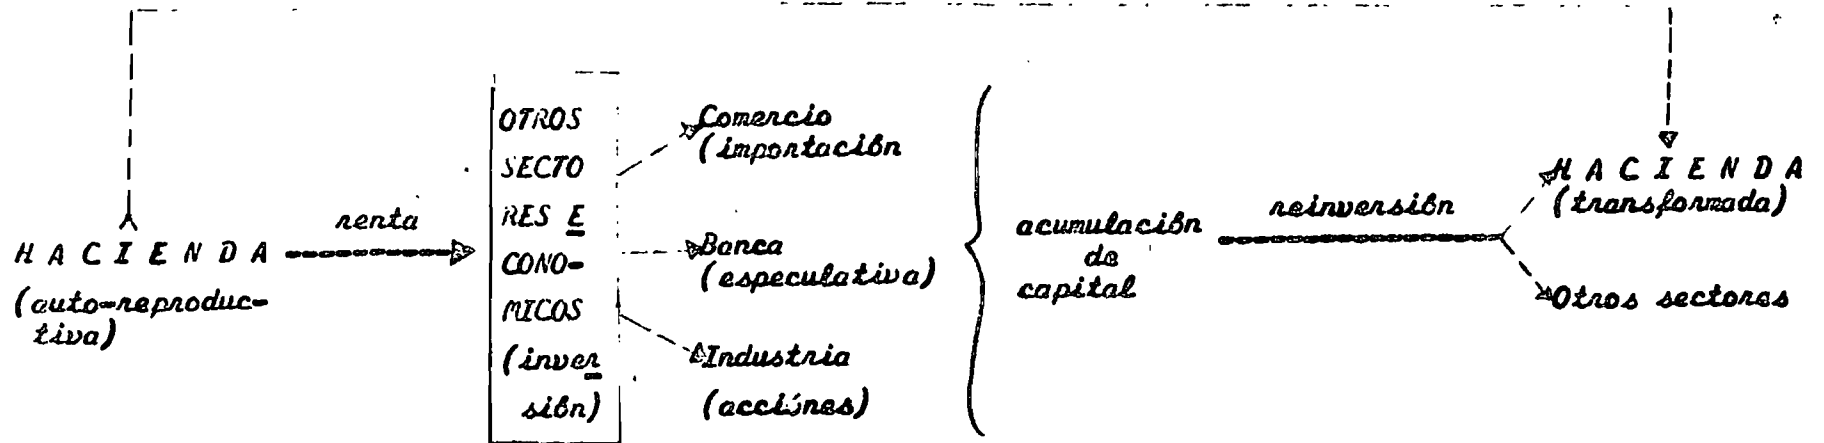 HACIENDA
(auto-reproduc-
tiva)
renta
OTROS
SECTO
RES E
CONO-
MICOS
(inver
sión)
Comercio
(importación
Banca
(especulativa)
Industria
(acciones)
acumulación
de
capital
reinversión
HACIENDA
(transformada)
Otros sectores